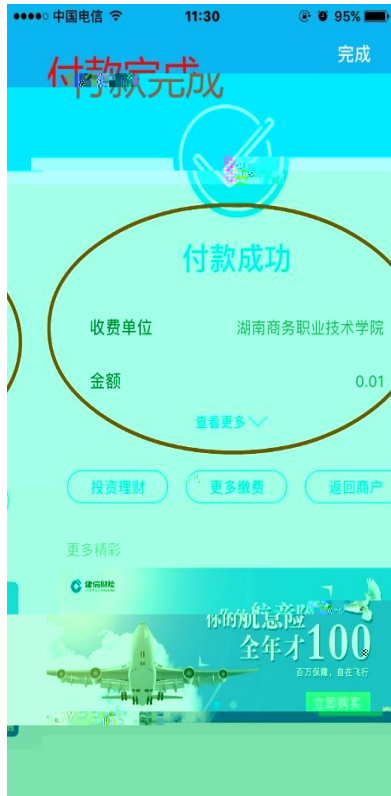 中国电信 11:30 95%
完成
付款完成
付款成功
收费单位 湖南商务职业技术学院
金额 0.01
查看更多
投资理财 更多缴费 返回商户
更多精彩
建信财险
你的航意险
全年才100
百万保障，自在飞行
立即购买